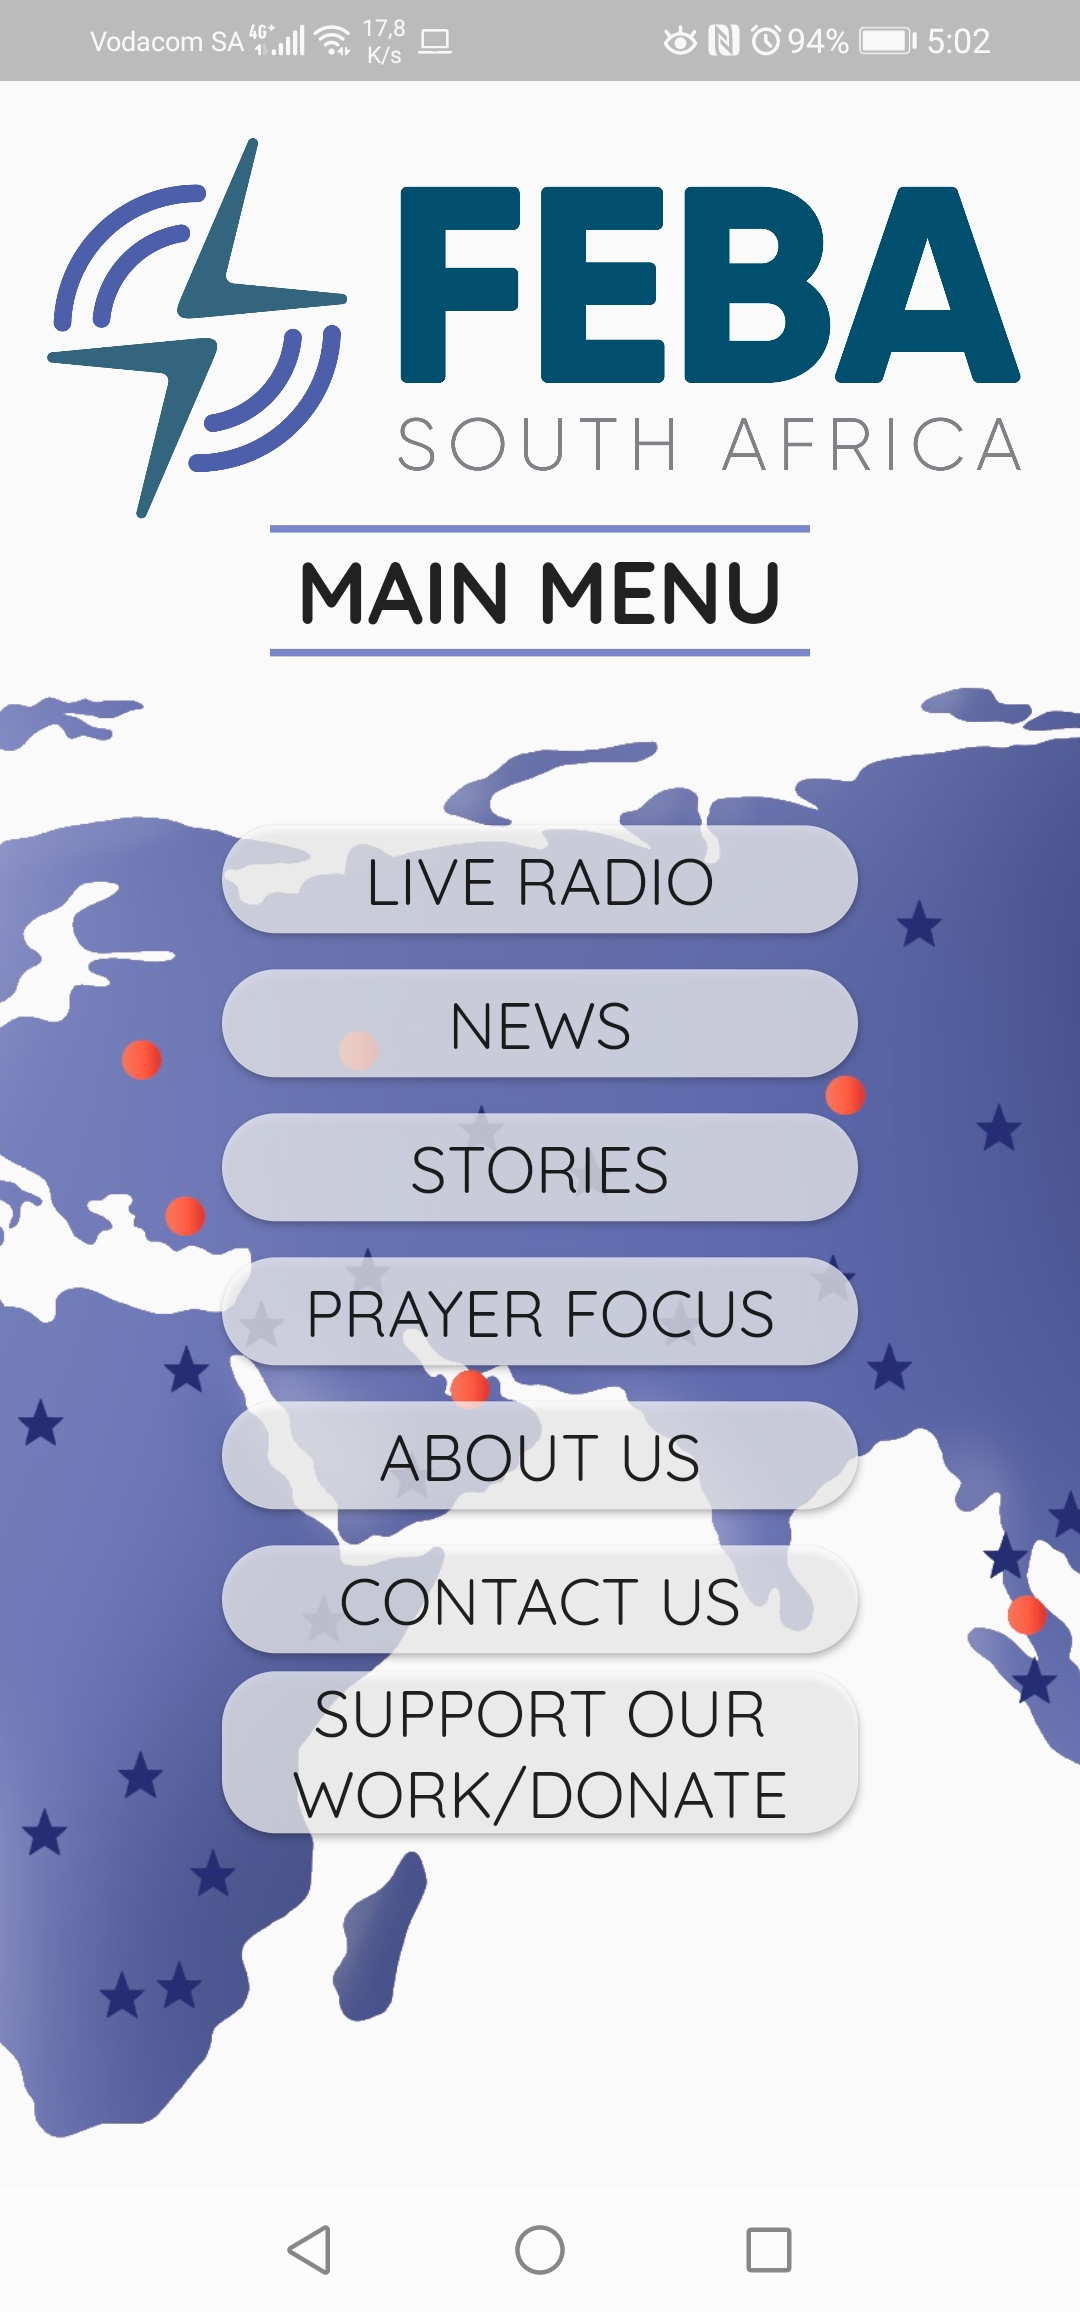 Vodacom SA 4G+ 17,8 K/s 94% 5:02
FEBA
SOUTH AFRICA
MAIN MENU
LIVE RADIO
NEWS
STORIES
PRAYER FOCUS
ABOUT US
CONTACT US
SUPPORT OUR
WORK/DONATE